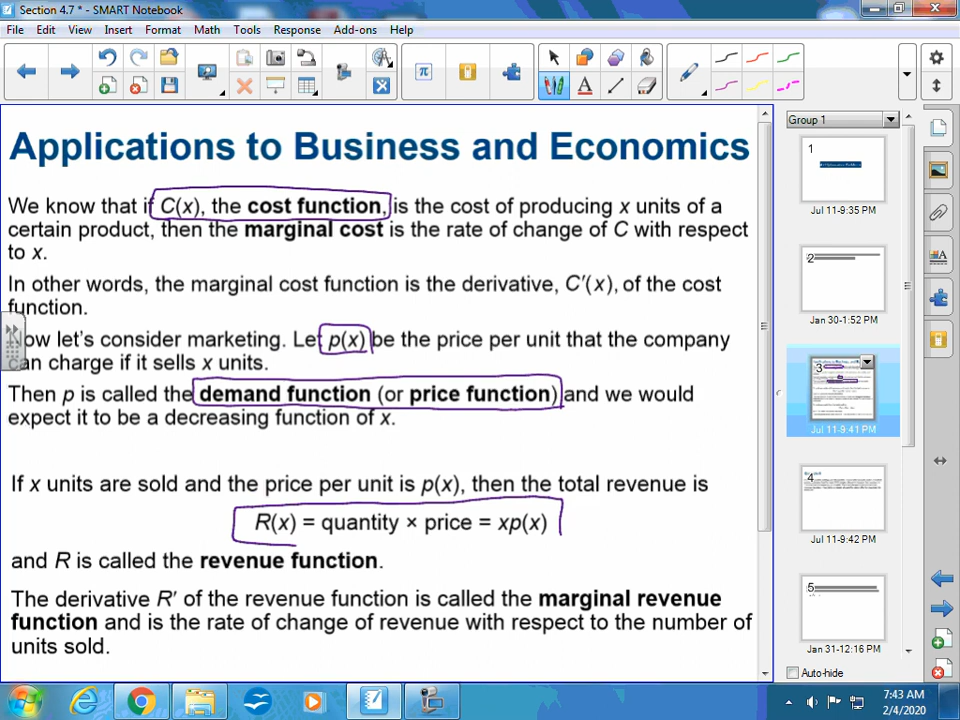 Section 4.7 * - SMART Notebook
File Edit View Insert Format Math Tools Response Add-ons Help
Applications to Business and Economics
We know that if C(x), the cost function, is the cost of producing x units of a
certain product, then the marginal cost is the rate of change of C with respect
to x.
In other words, the marginal cost function is the derivative, C′(x), of the cost
function.
Now let's consider marketing. Let p(x) be the price per unit that the company
can charge if it sells x units.
Then p is called the demand function (or price function) and we would
expect it to be a decreasing function of x.
If x units are sold and the price per unit is p(x), then the total revenue is
R(x) = quantity × price = xp(x)
and R is called the revenue function.
The derivative R′ of the revenue function is called the marginal revenue
function and is the rate of change of revenue with respect to the number of
units sold.
Group 1
1
Jul 11-9:35 PM
2
Jan 30-1:52 PM
3
Jul 11-9:41 PM
4
Jul 11-9:42 PM
5
Jan 31-12:16 PM
Auto-hide
7:43 AM
2/4/2020